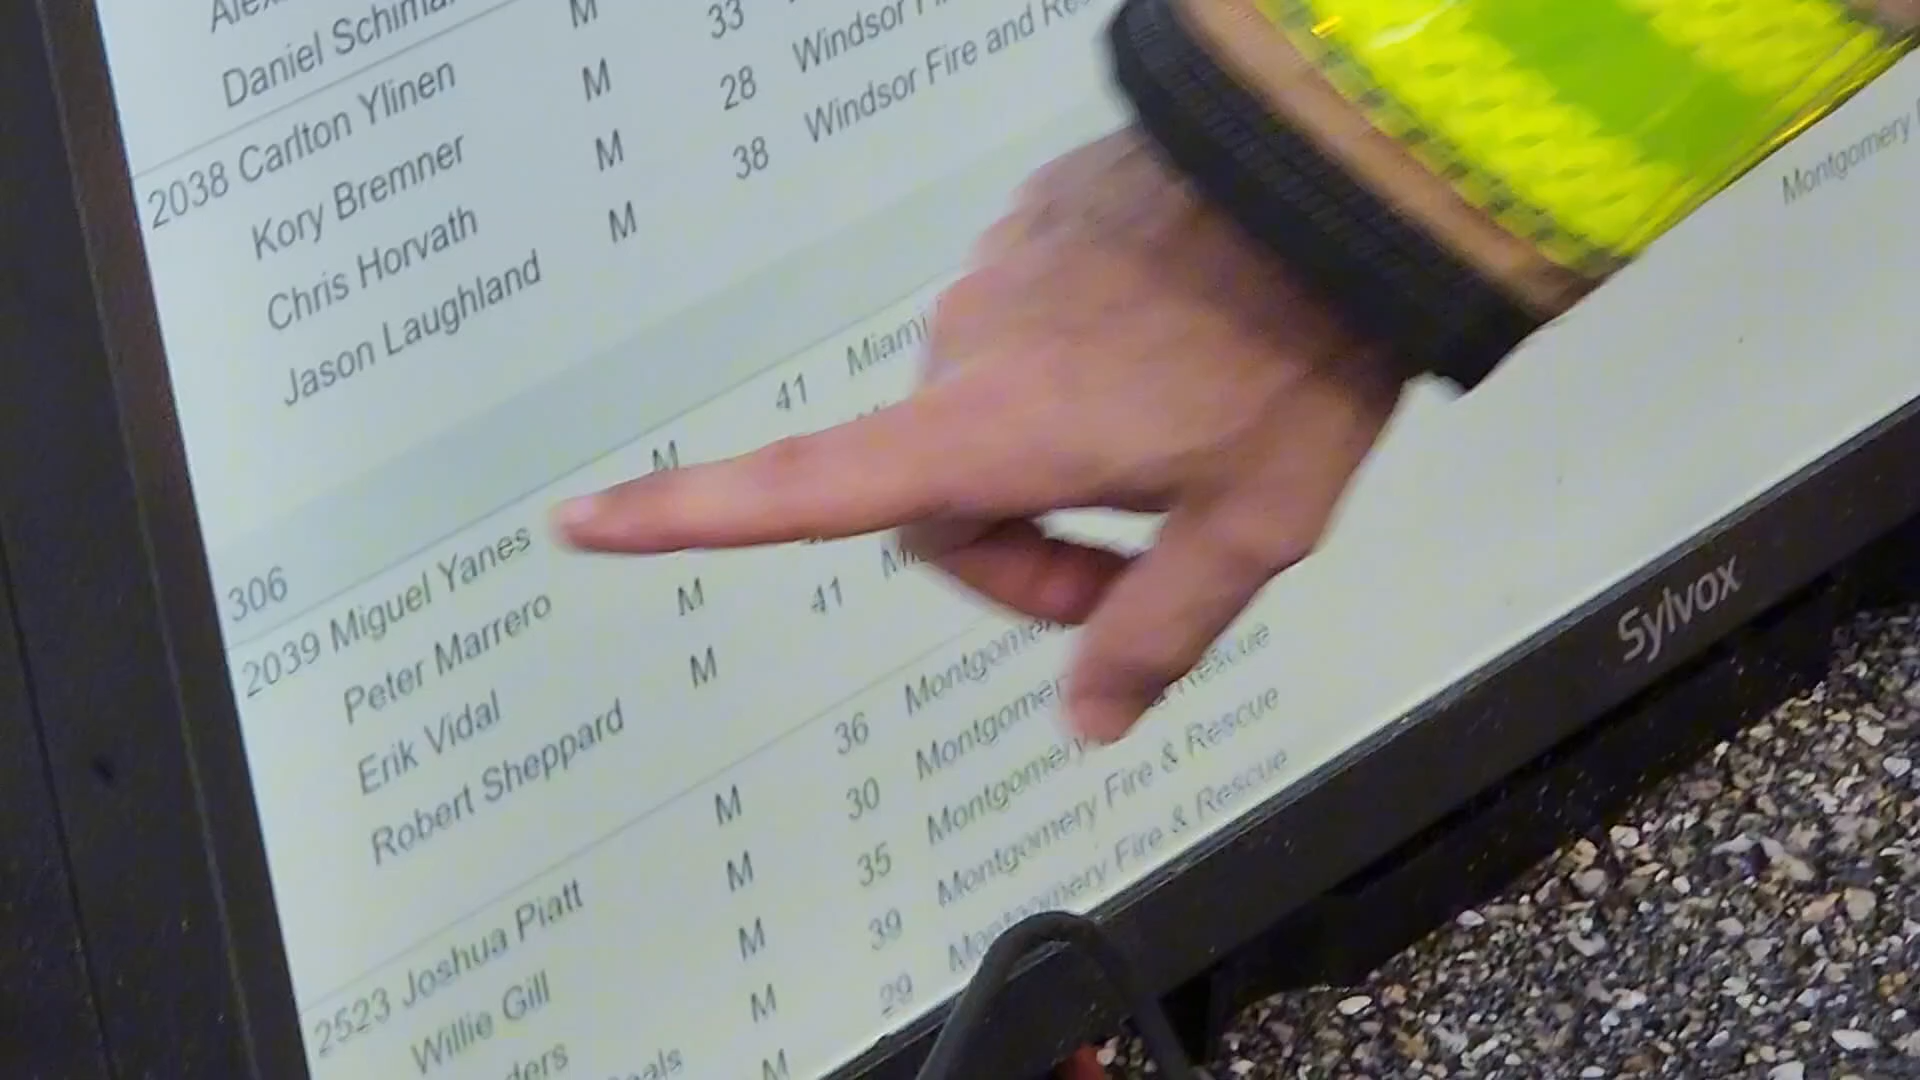 Daniel
M
33
Windsor
2038 Carlton Ylinen
M
28
Windsor Fire and
Kory Bremner
M
38
Chris Horvath
M
Jason Laughland
306
41
Miami
2039 Miguel Yanes
M
Peter Marrero
M
41
Erik Vidal
M
Robert Sheppard
36
Montgomery
M
30
M
35
Montgomery
2523 Joshua Piatt
M
39
Montgomery Fire & Rescue
Willie Gill
M
29
Montgomery Fire & Rescue
M
Montgomery
Sylvox